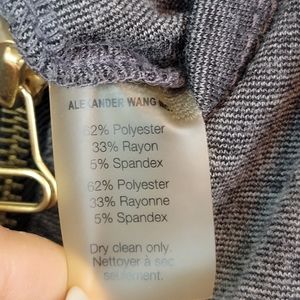 ALEXANDER WANG
62% Polyester
33% Rayon
5% Spandex
62% Polyester
33% Rayonne
5% Spandex
Dry clean only.
Nettoyer à sec
seulement.